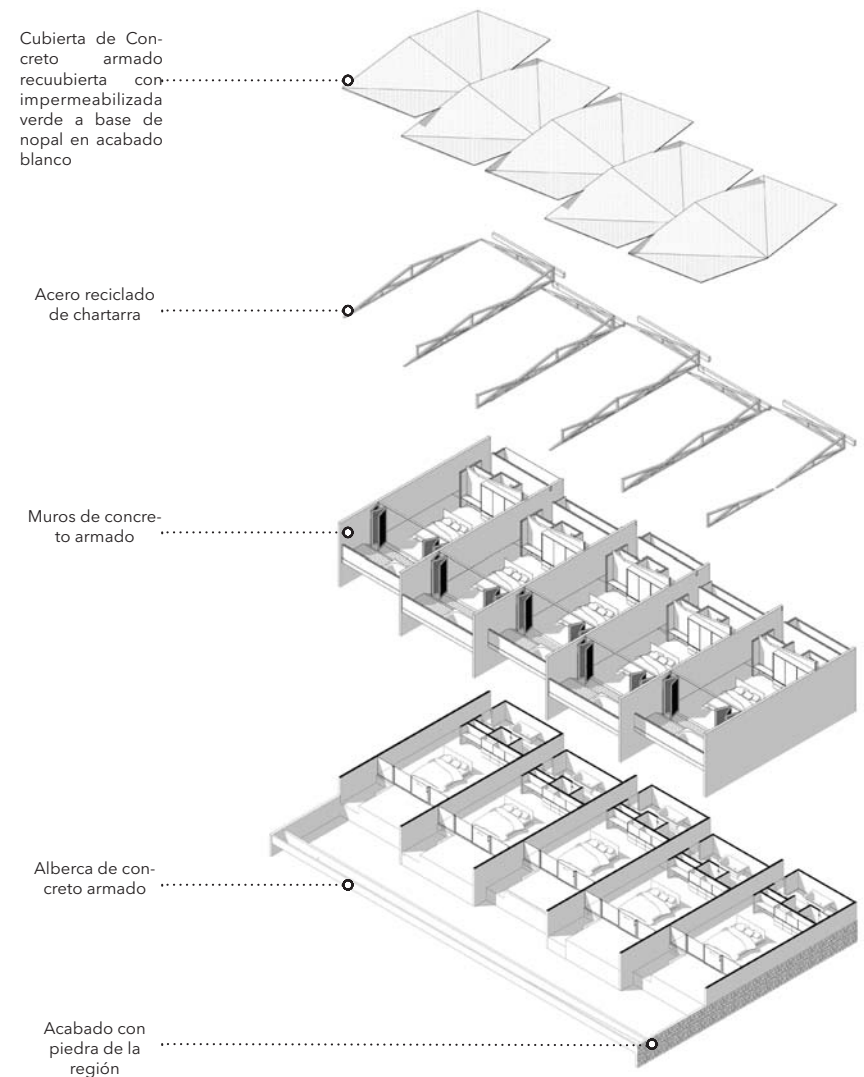 Cubierta de Con-
creto armado
recuubierta con
impermeabilizada
verde a base de
nopal en acabado
blanco
Acero reciclado
de chartarra
Muros de concre-
to armado
Alberca de con-
creto armado
Acabado con
piedra de la
región